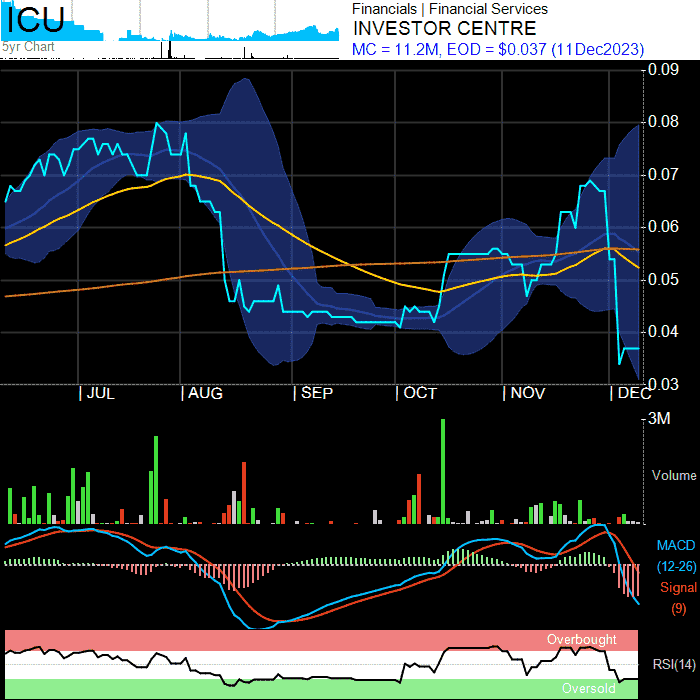 ICU
5yr Chart
Financials | Financial Services
INVESTOR CENTRE
MC = 11.2M, EOD = $0.037 (11Dec2023)
0.09
0.08
0.07
0.06
0.05
0.04
0.03
| JUL | AUG | SEP | OCT | NOV | DEC
3M
Volume
MACD
(12-26)
Signal
(9)
Overbought
RSI(14)
Oversold